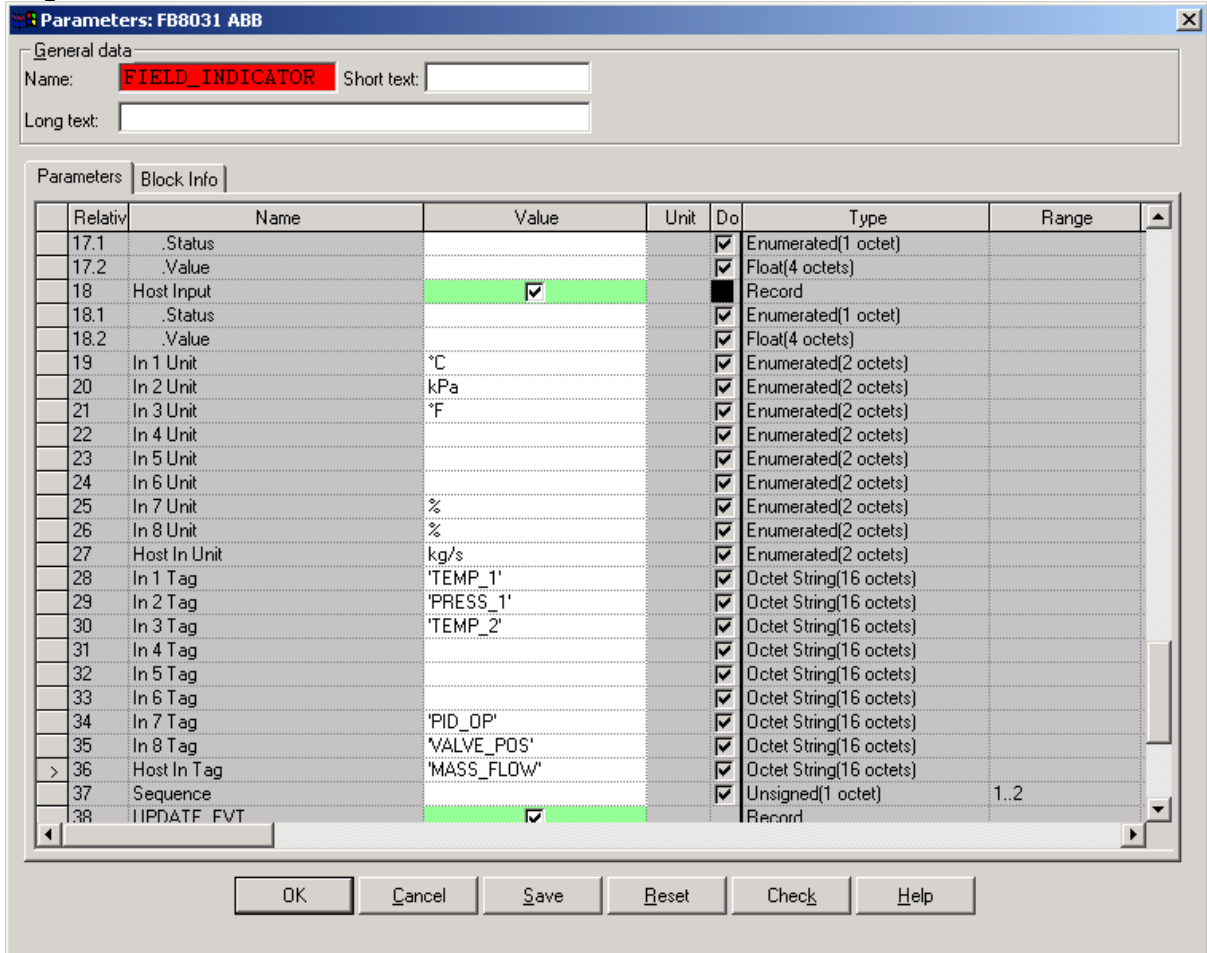 Parameters: FB8031 ABB
General data
Name: FIELD_INDICATOR Short text:
Long text:
Parameters Block Info
Relativ Name Value Unit Do Type Range
17.1 .Status Enumerated(1 octet)
17.2 .Value Float(4 octets)
18 Host Input Record
18.1 .Status Enumerated(1 octet)
18.2 .Value Float(4 octets)
19 In 1 Unit °C Enumerated(2 octets)
20 In 2 Unit kPa Enumerated(2 octets)
21 In 3 Unit °F Enumerated(2 octets)
22 In 4 Unit Enumerated(2 octets)
23 In 5 Unit Enumerated(2 octets)
24 In 6 Unit Enumerated(2 octets)
25 In 7 Unit % Enumerated(2 octets)
26 In 8 Unit % Enumerated(2 octets)
27 Host In Unit kg/s Enumerated(2 octets)
28 In 1 Tag 'TEMP_1' Octet String(16 octets)
29 In 2 Tag 'PRESS_1' Octet String(16 octets)
30 In 3 Tag 'TEMP_2' Octet String(16 octets)
31 In 4 Tag Octet String(16 octets)
32 In 5 Tag Octet String(16 octets)
33 In 6 Tag Octet String(16 octets)
34 In 7 Tag 'PID_OP' Octet String(16 octets)
35 In 8 Tag 'VALVE_POS' Octet String(16 octets)
> 36 Host In Tag 'MASS_FLOW' Octet String(16 octets)
37 Sequence Unsigned(1 octet) 1..2
38 UPDATE_EVT Record
OK Cancel Save Reset Check Help